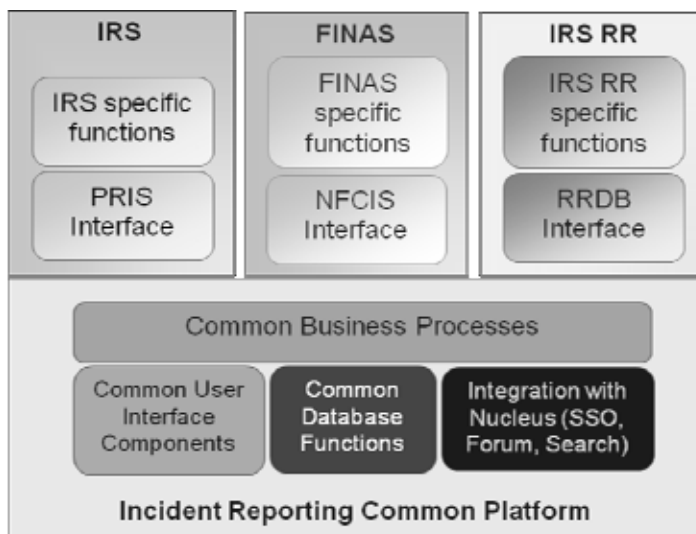 IRS
IRS specific
functions
PRIS
Interface
FINAS
FINAS
specific
functions
NFCIS
Interface
IRS RR
IRS RR
specific
functions
RRDB
Interface
Common Business Processes
Common User
Interface
Components
Common
Database
Functions
Integration with
Nucleus (SSO,
Forum, Search)
Incident Reporting Common Platform